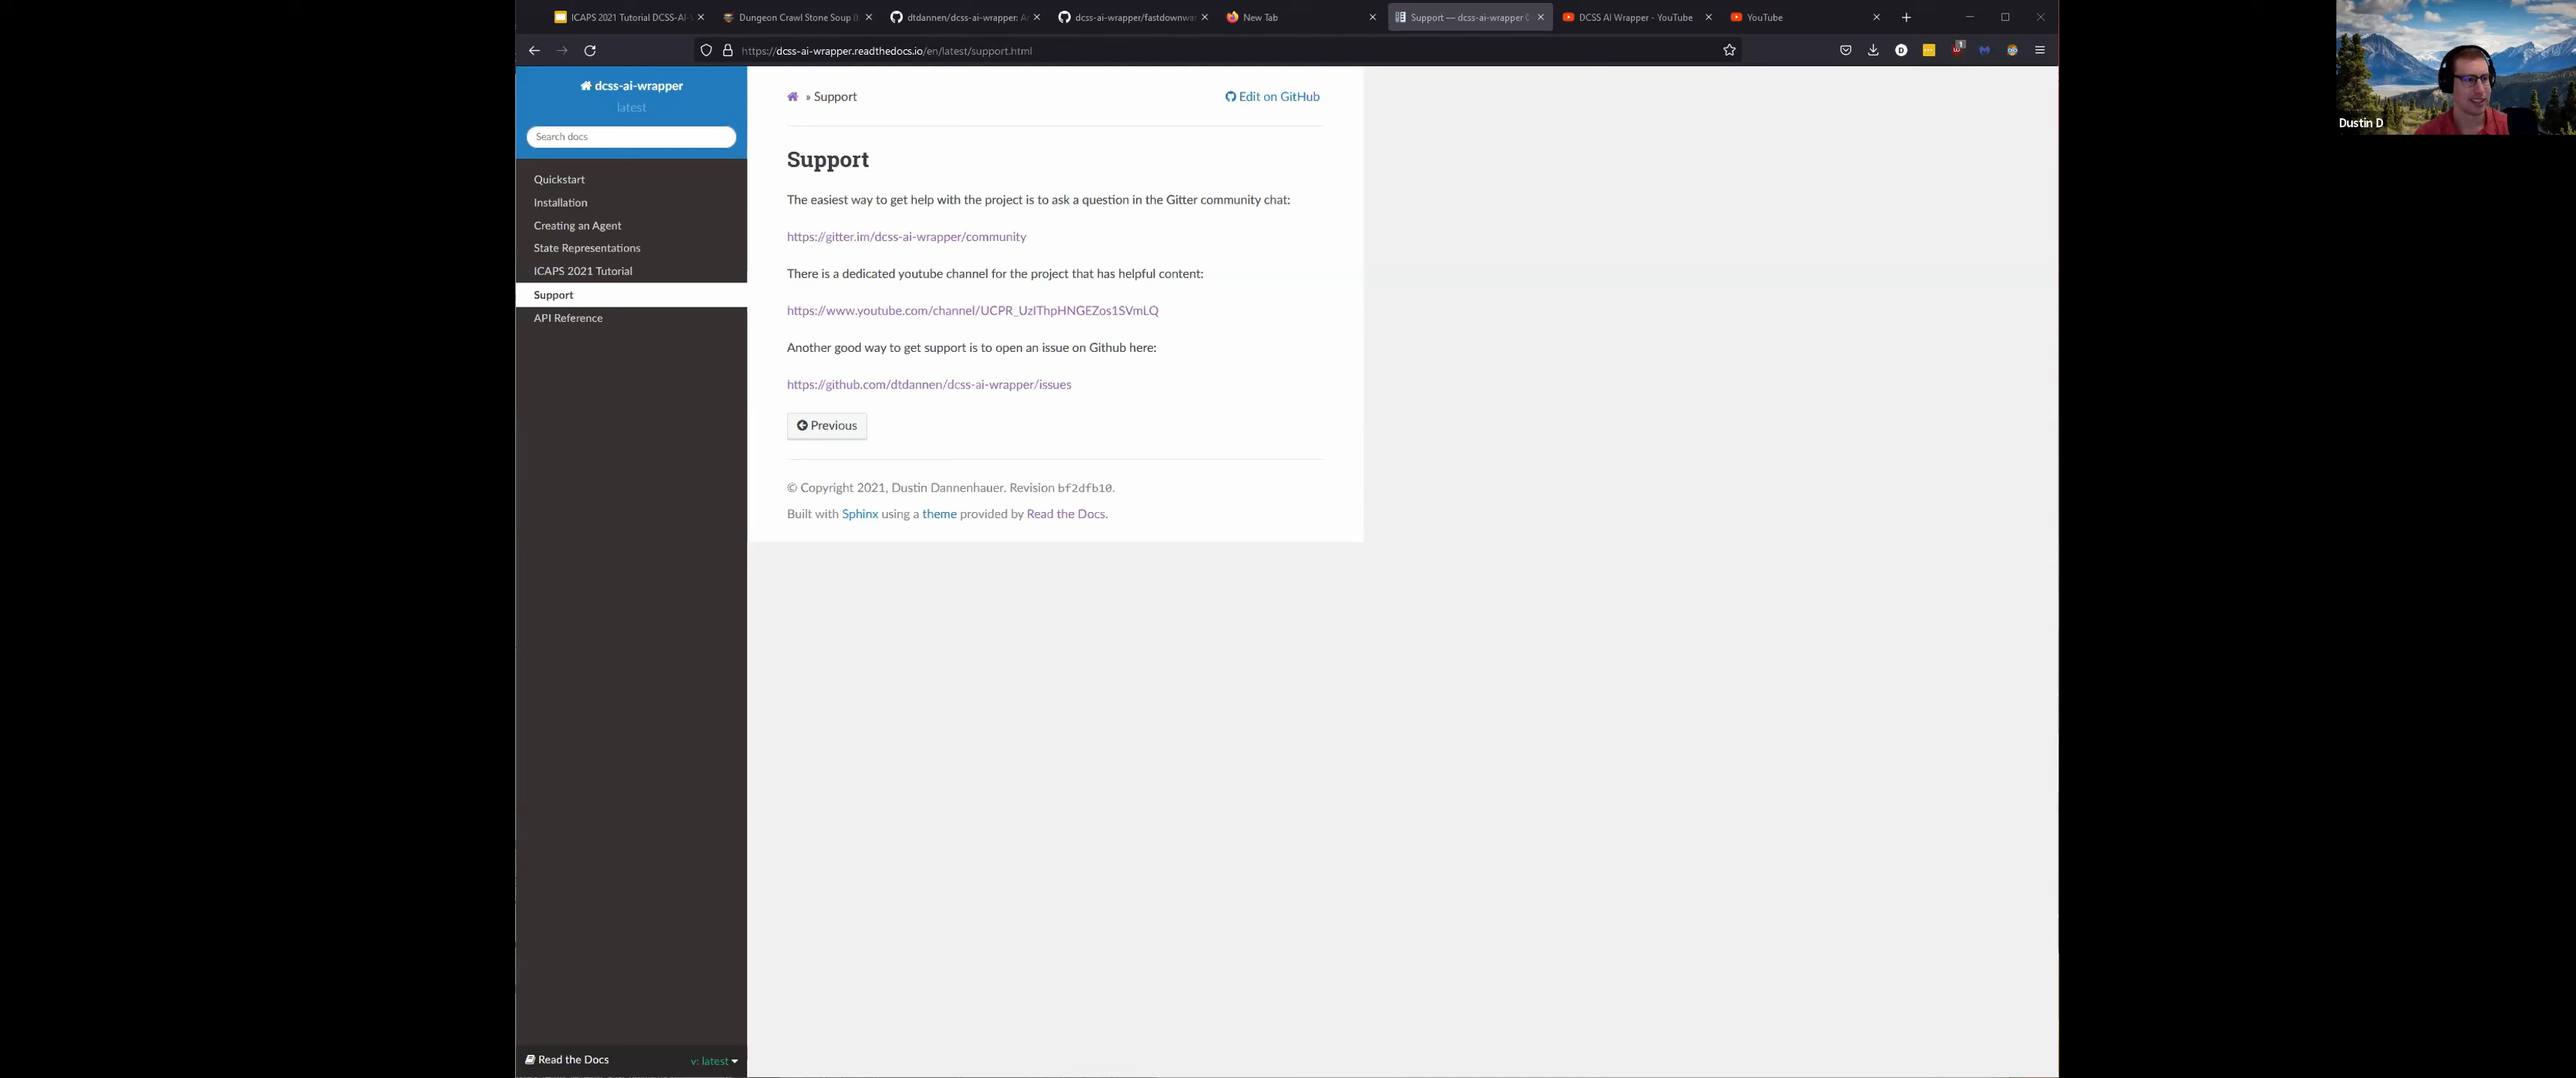 ICAPS 2021 Tutorial DCSS-AI-
Dungeon Crawl Stone Soup
dtdannen/dcss-ai-wrapper:
dcss-ai-wrapper/fastdownwa
New Tab
Support — dcss-ai-wrapper
DCSS AI Wrapper - YouTube
YouTube
https://dcss-ai-wrapper.readthedocs.io/en/latest/support.html
1
Dustin D
dcss-ai-wrapper
latest
Search docs
Quickstart
Installation
Creating an Agent
State Representations
ICAPS 2021 Tutorial
Support
API Reference
» Support
Edit on GitHub
Support
The easiest way to get help with the project is to ask a question in the Gitter community chat:
https://gitter.im/dcss-ai-wrapper/community
There is a dedicated youtube channel for the project that has helpful content:
https://www.youtube.com/channel/UCPR_UzIThpHNGEZos1SVmLQ
Another good way to get support is to open an issue on Github here:
https://github.com/dtdannen/dcss-ai-wrapper/issues
Previous
© Copyright 2021, Dustin Dannenhauer. Revision bf2dfb10.
Built with Sphinx using a theme provided by Read the Docs.
Read the Docs
v: latest